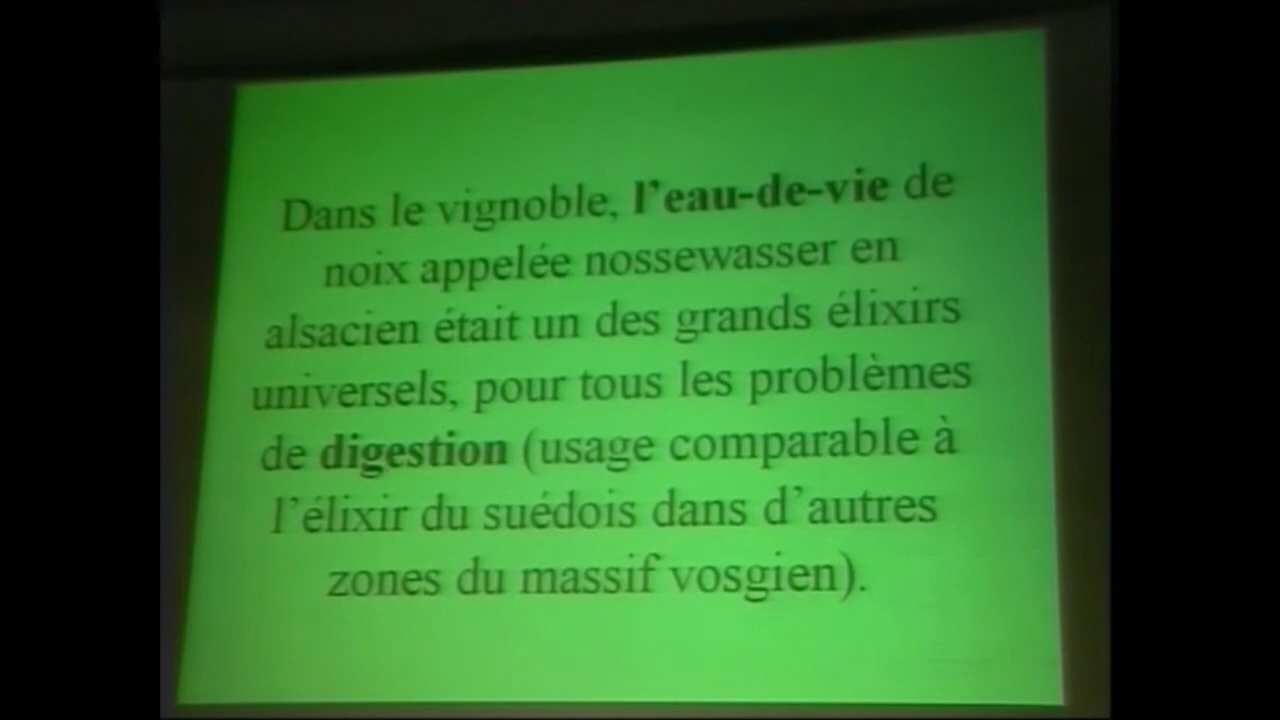 Dans le vignoble, l'eau-de-vie de
noix appelée nossewasser en
alsacien était un des grands élixirs
universels, pour tous les problèmes
de digestion (usage comparable à
l'élixir du suédois dans d'autres
zones du massif vosgien).